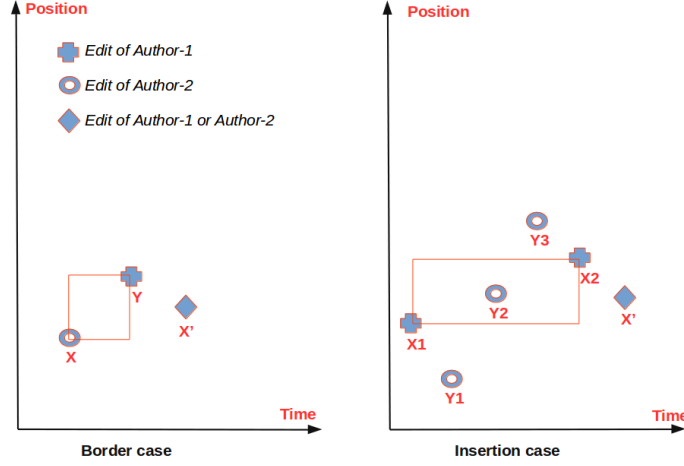 Position
Edit of Author-1
Edit of Author-2
Edit of Author-1 or Author-2
Y
X'
X
Time
Border case
Position
Y3
X2
Y2
X'
X1
Y1
Time
Insertion case